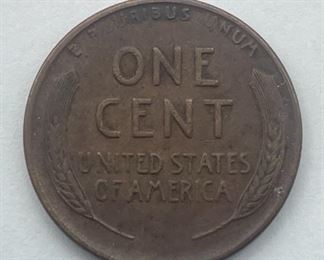 E PLURIBUS UNUM
ONE
CENT
UNITED STATES
OF AMERICA